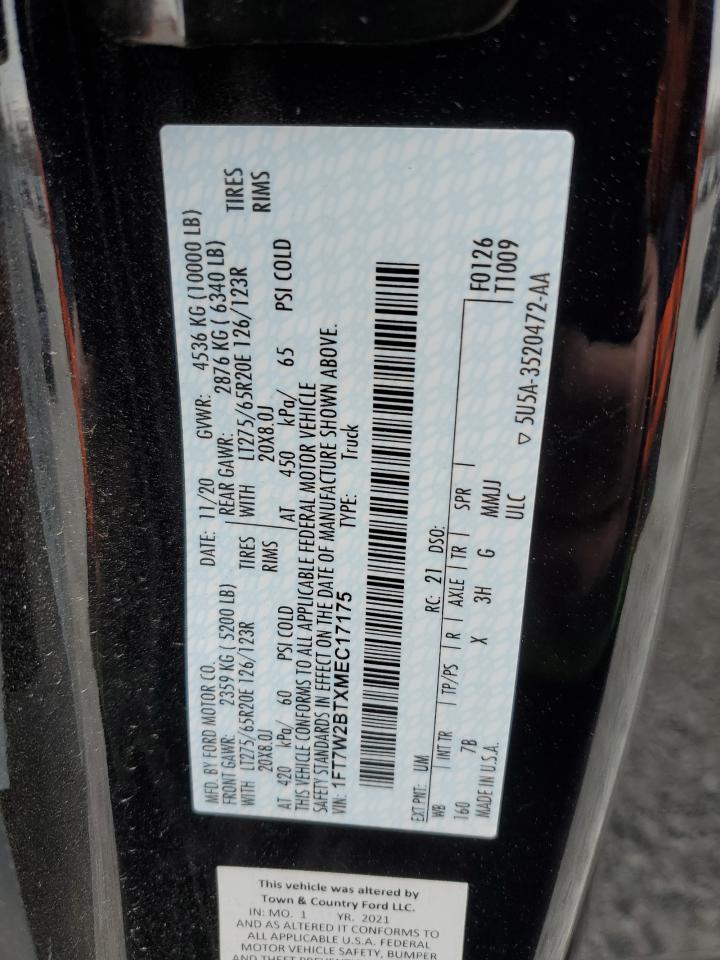 MFD. BY FORD MOTOR CO. DATE: 11/20 GVWR: 4536 KG (10000 LB)
FRONT GAWR: 2359 KG ( 5200 LB) REAR GAWR: 2876 KG ( 6340 LB)
WITH LT275/65R20E 126/123R TIRES WITH LT275/65R20E 126/123R TIRES
20X8.0J RIMS 20X8.0J RIMS
AT 420 kPa/ 60 PSI COLD AT 450 kPa/ 65 PSI COLD
THIS VEHICLE CONFORMS TO ALL APPLICABLE FEDERAL MOTOR VEHICLE
SAFETY STANDARDS IN EFFECT ON THE DATE OF MANUFACTURE SHOWN ABOVE.
VIN: 1FT7W2BTXMEC17175 TYPE: Truck
EXT PNT: UM RC: 21 DSO: F0126
WB INT TR TP/PS R AXLE TR SPR T1009
160 7B X 3H G MMJJ
MADE IN U.S.A. ULC
5U5A-3520472-AA
This vehicle was altered by
Town & Country Ford LLC.
IN: MO. 1 YR. 2021
AND AS ALTERED IT CONFORMS TO
ALL APPLICABLE U.S.A. FEDERAL
MOTOR VEHICLE SAFETY, BUMPER
AND THEFT